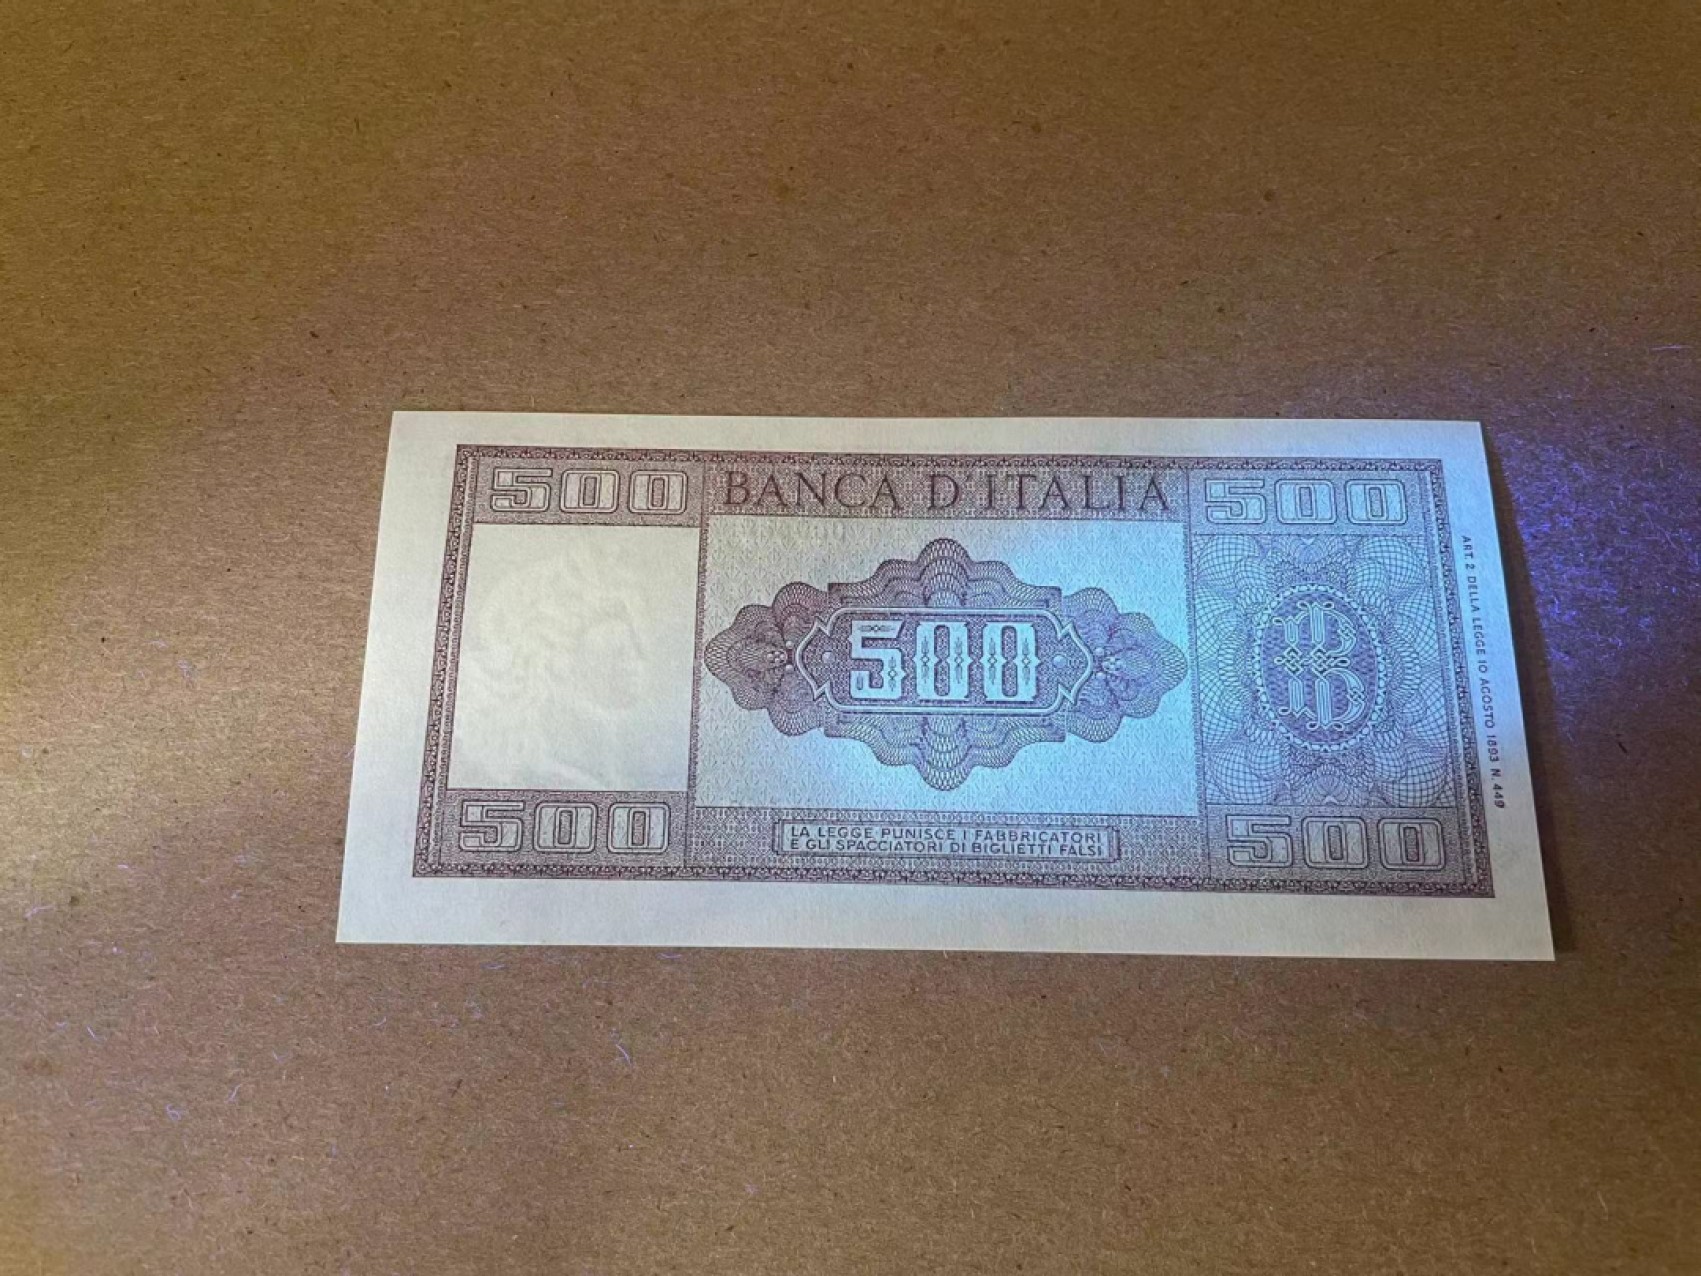 500 BANCA D'ITALIA 500
500
B
500
LA LEGGE PUNISCE I FABBRICATORI
E GLI SPACCIATORI DI BIGLIETTI FALSI
500
ART. 2 DELLA LEGGE 10 AGOSTO 1893 N. 449